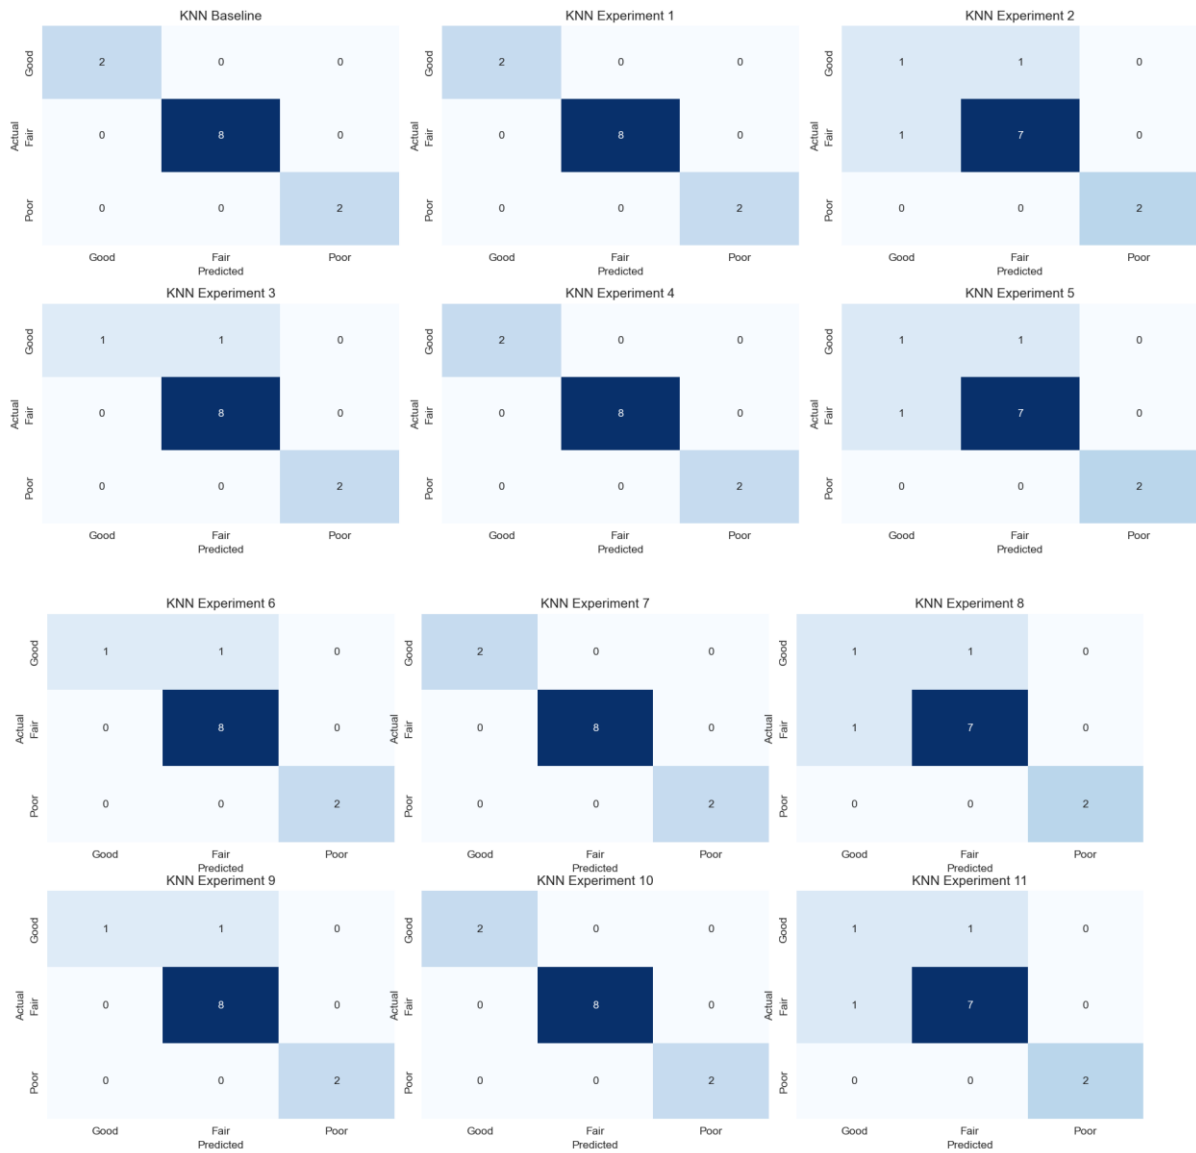 KNN Baseline
Good 2 0 0
Actual Fair 0 8 0
Poor 0 0 2
Good Fair Poor
Predicted
KNN Experiment 1
Good 2 0 0
Actual Fair 0 8 0
Poor 0 0 2
Good Fair Poor
Predicted
KNN Experiment 2
Good 1 1 0
Actual Fair 1 7 0
Poor 0 0 2
Good Fair Poor
Predicted
KNN Experiment 3
Good 1 1 0
Actual Fair 0 8 0
Poor 0 0 2
Good Fair Poor
Predicted
KNN Experiment 4
Good 2 0 0
Actual Fair 0 8 0
Poor 0 0 2
Good Fair Poor
Predicted
KNN Experiment 5
Good 1 1 0
Actual Fair 1 7 0
Poor 0 0 2
Good Fair Poor
Predicted
KNN Experiment 6
Good 1 1 0
Actual Fair 0 8 0
Poor 0 0 2
Good Fair Poor
Predicted
KNN Experiment 7
Good 2 0 0
Actual Fair 0 8 0
Poor 0 0 2
Good Fair Poor
Predicted
KNN Experiment 8
Good 1 1 0
Actual Fair 1 7 0
Poor 0 0 2
Good Fair Poor
Predicted
KNN Experiment 9
Good 1 1 0
Actual Fair 0 8 0
Poor 0 0 2
Good Fair Poor
Predicted
KNN Experiment 10
Good 2 0 0
Actual Fair 0 8 0
Poor 0 0 2
Good Fair Poor
Predicted
KNN Experiment 11
Good 1 1 0
Actual Fair 1 7 0
Poor 0 0 2
Good Fair Poor
Predicted